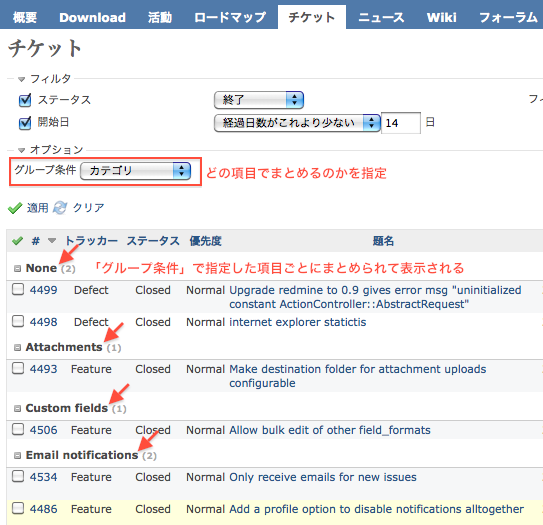 概要 Download 活動 ロードマップ チケット ニュース Wiki フォーラム
チケット
フィルタ
ステータス 終了
開始日 経過日数がこれより少ない 14 日
オプション
グループ条件 カテゴリ どの項目でまとめるのかを指定
適用 クリア
# トラッカー ステータス 優先度 題名
None (2) 「グループ条件」で指定した項目ごとにまとめられて表示される
4499 Defect Closed Normal Upgrade redmine to 0.9 gives error msg "uninitialized
constant ActionController::AbstractRequest"
4498 Defect Closed Normal internet explorer statictis
Attachments (1)
4493 Feature Closed Normal Make destination folder for attachment uploads
configurable
Custom fields (1)
4506 Feature Closed Normal Allow bulk edit of other field_formats
Email notifications (2)
4534 Feature Closed Normal Only receive emails for new issues
4486 Feature Closed Normal Add a profile option to disable notifications alltogether